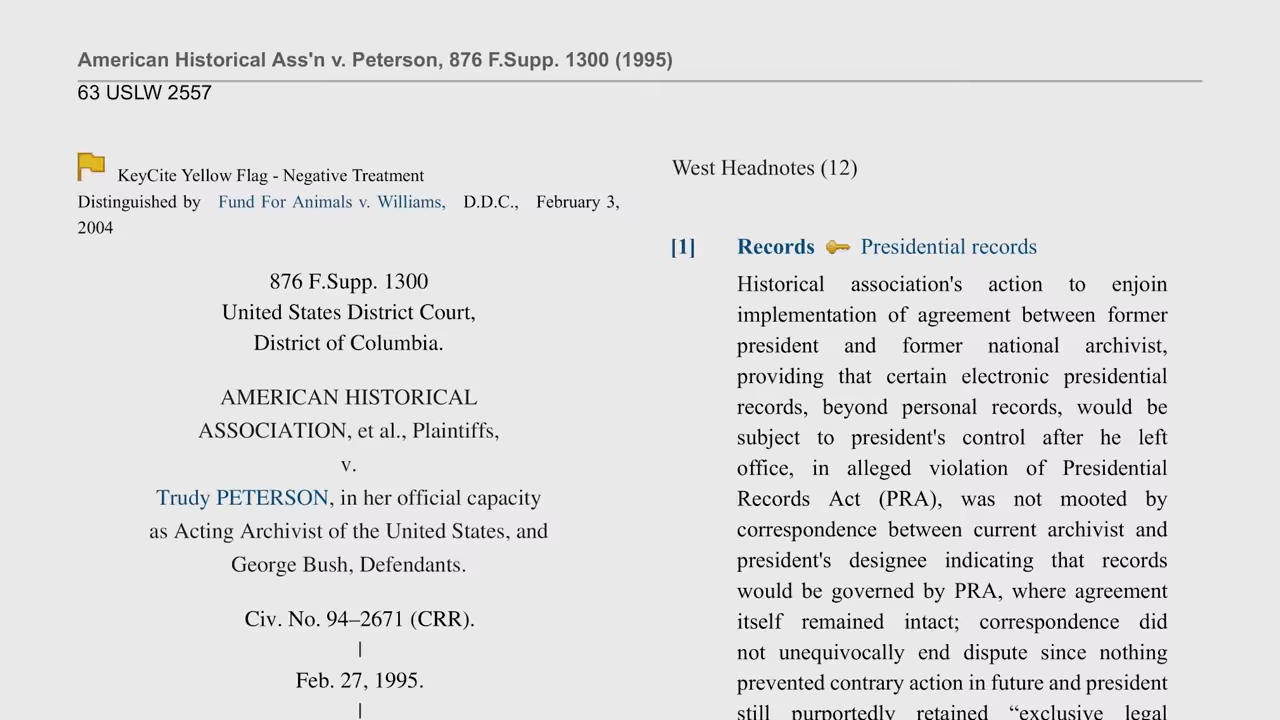 American Historical Ass'n v. Peterson, 876 F.Supp. 1300 (1995)
63 USLW 2557
KeyCite Yellow Flag - Negative Treatment
Distinguished by Fund For Animals v. Williams, D.D.C., February 3,
2004
876 F.Supp. 1300
United States District Court,
District of Columbia.
AMERICAN HISTORICAL
ASSOCIATION, et al., Plaintiffs,
v.
Trudy PETERSON, in her official capacity
as Acting Archivist of the United States, and
George Bush, Defendants.
Civ. No. 94–2671 (CRR).
|
Feb. 27, 1995.
|
West Headnotes (12)
[1] Records Presidential records
Historical association's action to enjoin
implementation of agreement between former
president and former national archivist,
providing that certain electronic presidential
records, beyond personal records, would be
subject to president's control after he left
office, in alleged violation of Presidential
Records Act (PRA), was not mooted by
correspondence between current archivist and
president's designee indicating that records
would be governed by PRA, where agreement
itself remained intact; correspondence did
not unequivocally end dispute since nothing
prevented contrary action in future and president
still purportedly retained “exclusive legal